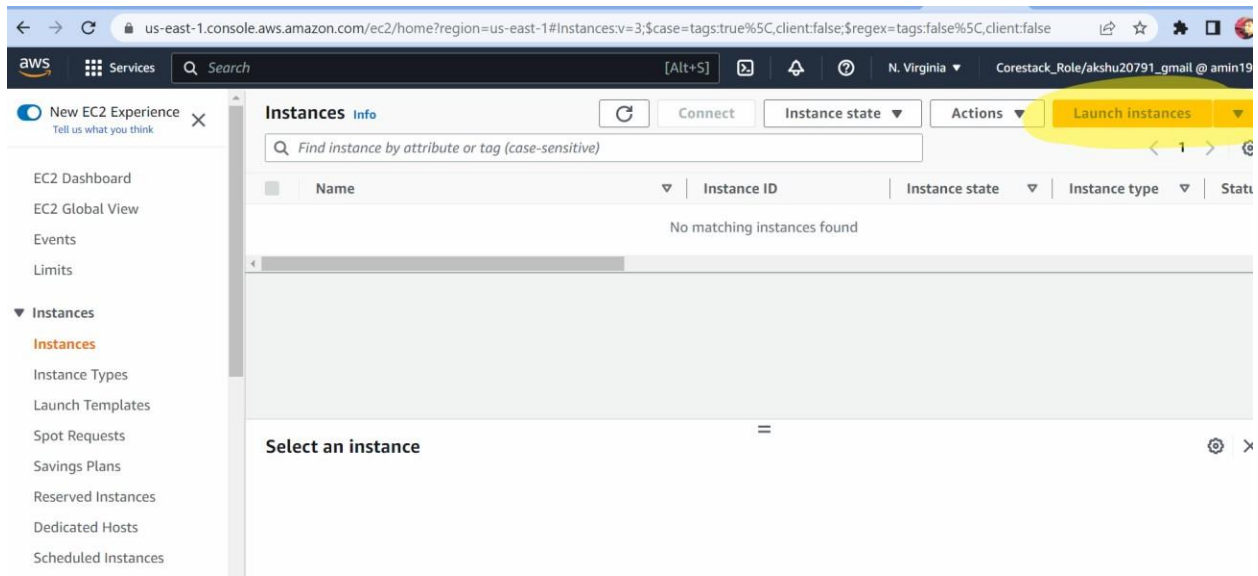 us-east-1.console.aws.amazon.com/ec2/home?region=us-east-1#Instances:v=3;$case=tags:true%5C,client:false;$regex=tags:false%5C,client:false
aws Services Search [Alt+S] N. Virginia Corestack_Role/akshu20791_gmail @ amin19
New EC2 Experience
Tell us what you think
EC2 Dashboard
EC2 Global View
Events
Limits
Instances
Instances
Instance Types
Launch Templates
Spot Requests
Savings Plans
Reserved Instances
Dedicated Hosts
Scheduled Instances
Instances Info Connect Instance state Actions Launch instances
Find instance by attribute or tag (case-sensitive) 1
Name Instance ID Instance state Instance type Statu
No matching instances found
Select an instance